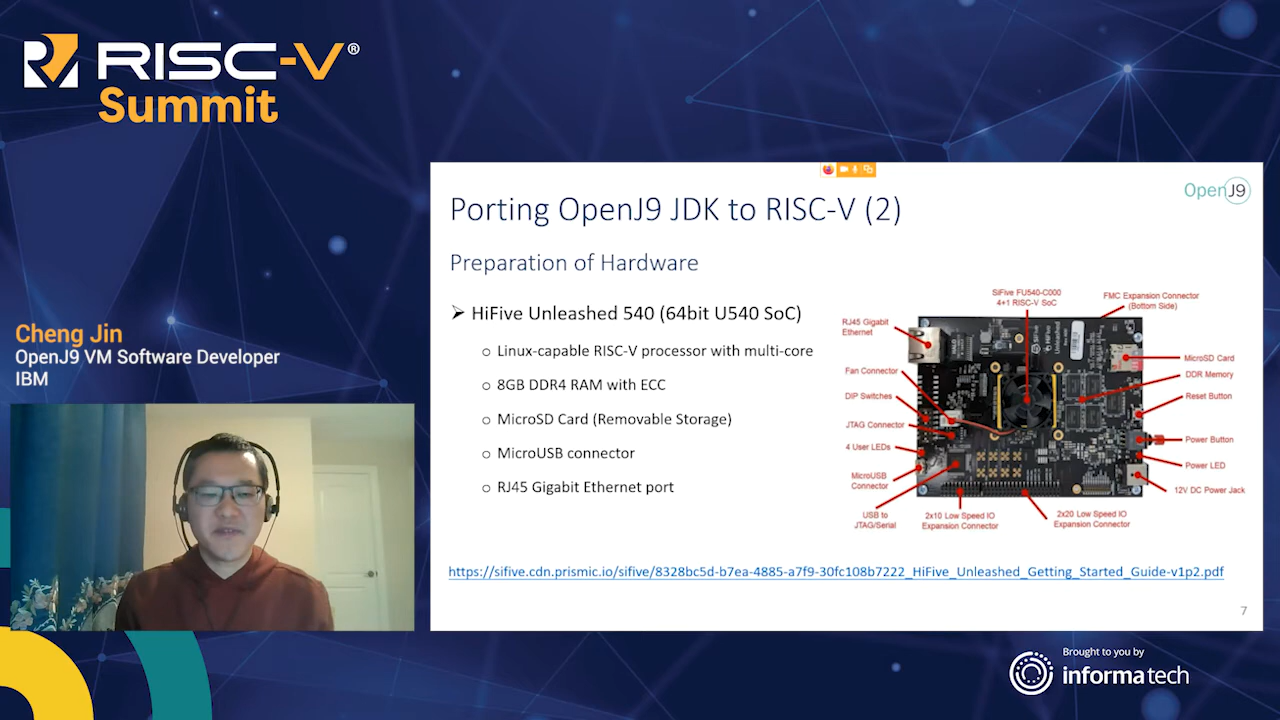 RISC-V®
Summit
Cheng Jin
OpenJ9 VM Software Developer
IBM
OpenJ9
Porting OpenJ9 JDK to RISC-V (2)
Preparation of Hardware
➢ HiFive Unleashed 540 (64bit U540 SoC)
o Linux-capable RISC-V processor with multi-core
o 8GB DDR4 RAM with ECC
o MicroSD Card (Removable Storage)
o MicroUSB connector
o RJ45 Gigabit Ethernet port
SiFive FU540-C000
4+1 RISC-V SoC
FMC Expansion Connector
(Bottom Side)
RJ45 Gigabit
Ethernet
Fan Connector
DIP Switches
JTAG Connector
4 User LEDs
MicroUSB
Connector
USB to
JTAG/Serial
2x10 Low Speed IO
Expansion Connector
2x20 Low Speed IO
Expansion Connector
MicroSD Card
DDR Memory
Reset Button
Power Button
Power LED
12V DC Power Jack
https://sifive.cdn.prismic.io/sifive/8328bc5d-b7ea-4885-a7f9-30fc108b7222_HiFive_Unleashed_Getting_Started_Guide-v1p2.pdf
7
Brought to you by
informa tech